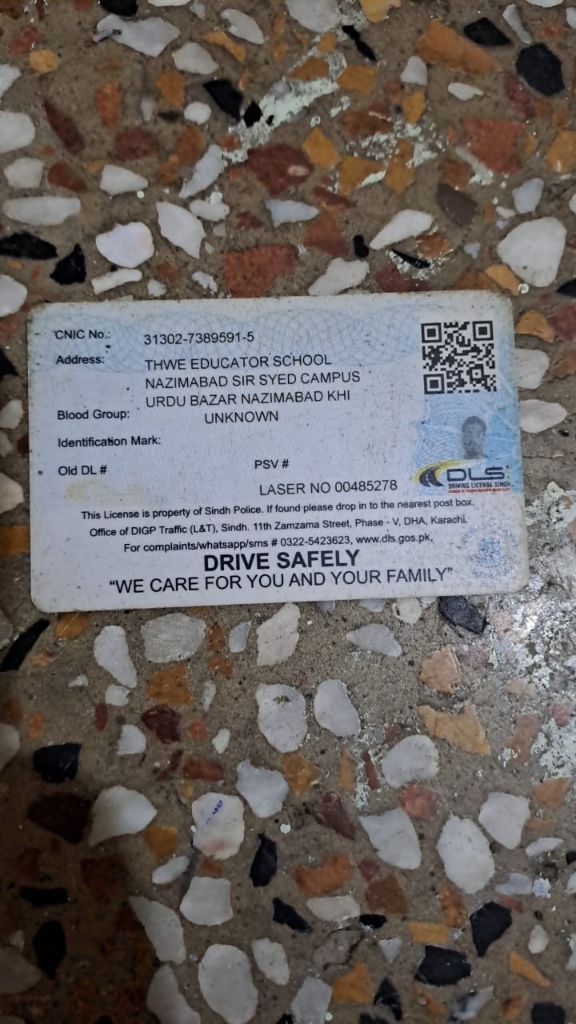 CNIC No.: 31302-7389591-5
Address: THWE EDUCATOR SCHOOL
NAZIMABAD SIR SYED CAMPUS
URDU BAZAR NAZIMABAD KHI
Blood Group: UNKNOWN
Identification Mark:
Old DL # PSV #
LASER NO 00485278
DLS
DRIVING LICENSE SINDH
This License is property of Sindh Police. If found please drop in to the nearest post box.
Office of DIGP Traffic (L&T), Sindh. 11th Zamzama Street, Phase - V, DHA, Karachi.
For complaints/whatsapp/sms # 0322-5423623, www.dls.gos.pk,
DRIVE SAFELY
"WE CARE FOR YOU AND YOUR FAMILY"